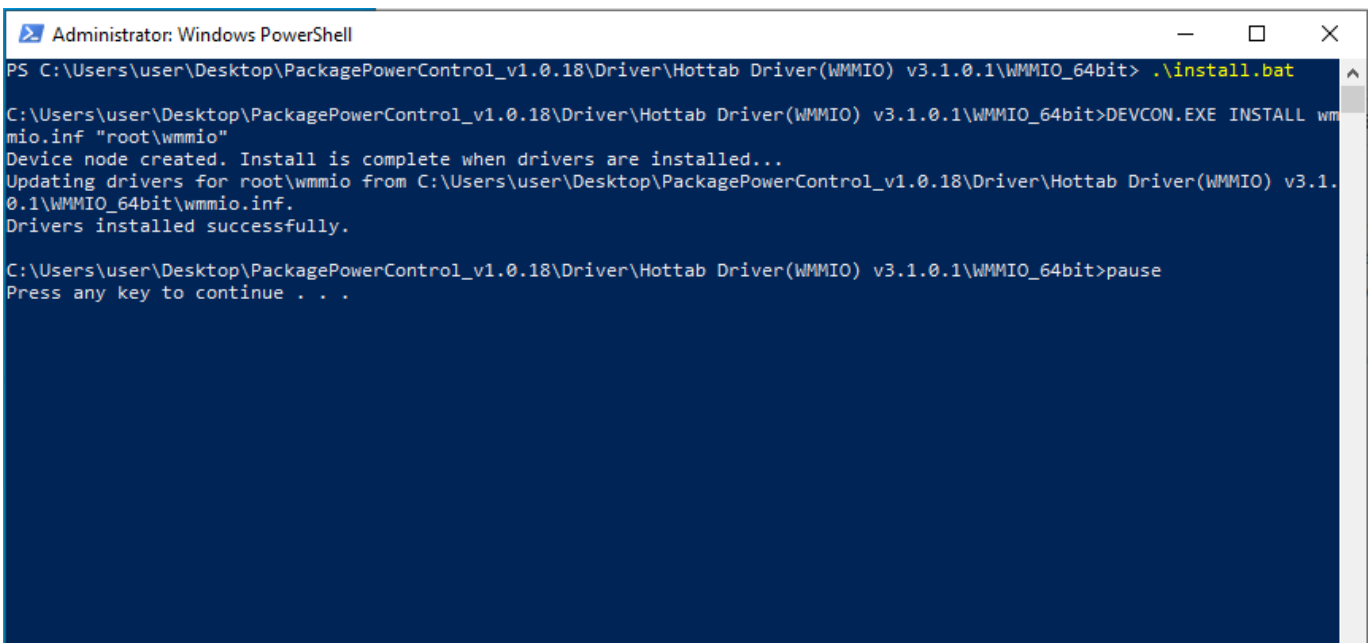 Administrator: Windows PowerShell
PS C:\Users\user\Desktop\PackagePowerControl_v1.0.18\Driver\Hottab Driver(WMMIO) v3.1.0.1\WMMIO_64bit> .\install.bat
C:\Users\user\Desktop\PackagePowerControl_v1.0.18\Driver\Hottab Driver(WMMIO) v3.1.0.1\WMMIO_64bit>DEVCON.EXE INSTALL wm
mio.inf "root\wmmio"
Device node created. Install is complete when drivers are installed...
Updating drivers for root\wmmio from C:\Users\user\Desktop\PackagePowerControl_v1.0.18\Driver\Hottab Driver(WMMIO) v3.1.
0.1\WMMIO_64bit\wmmio.inf.
Drivers installed successfully.
C:\Users\user\Desktop\PackagePowerControl_v1.0.18\Driver\Hottab Driver(WMMIO) v3.1.0.1\WMMIO_64bit>pause
Press any key to continue . . .